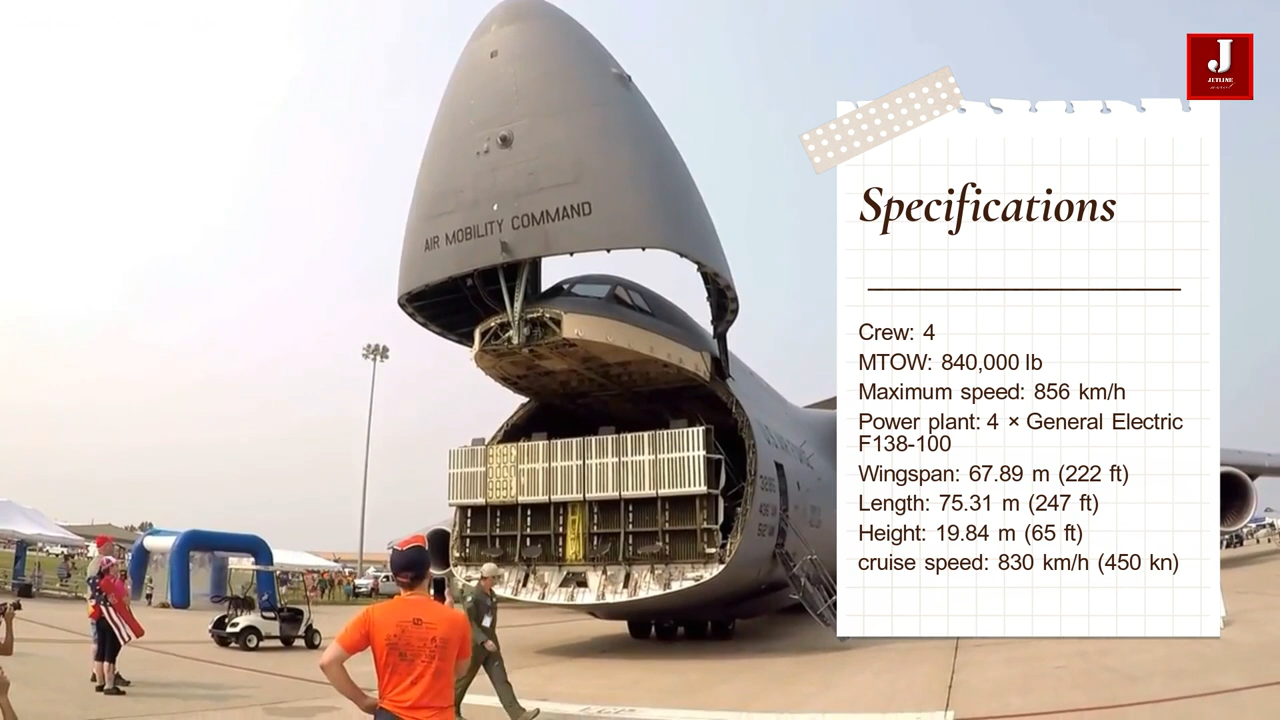 J
JETLINE
AIR MOBILITY COMMAND
Specifications
Crew: 4
MTOW: 840,000 lb
Maximum speed: 856 km/h
Power plant: 4 × General Electric
F138-100
Wingspan: 67.89 m (222 ft)
Length: 75.31 m (247 ft)
Height: 19.84 m (65 ft)
cruise speed: 830 km/h (450 kn)